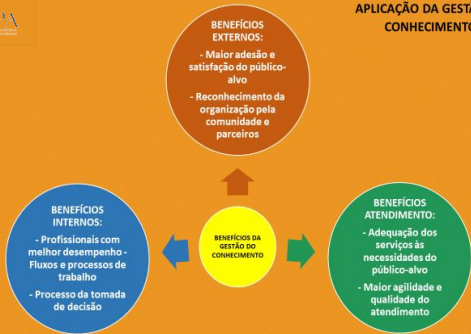 APLICAÇÃO DA GESTÃ
CONHECIMENTO
BENEFÍCIOS
EXTERNOS:
- Maior adesão e
satisfação do público-
alvo
- Reconhecimento da
organização pela
comunidade e
parceiros
BENEFÍCIOS
INTERNOS:
- Profissionais com
melhor desempenho -
Fluxos e processos de
trabalho
- Processo da tomada
de decisão
BENEFÍCIOS DA
GESTÃO DO
CONHECIMENTO
BENEFÍCIOS
ATENDIMENTO:
- Adequação dos
serviços às
necessidades do
público-alvo
- Maior agilidade e
qualidade do
atendimento